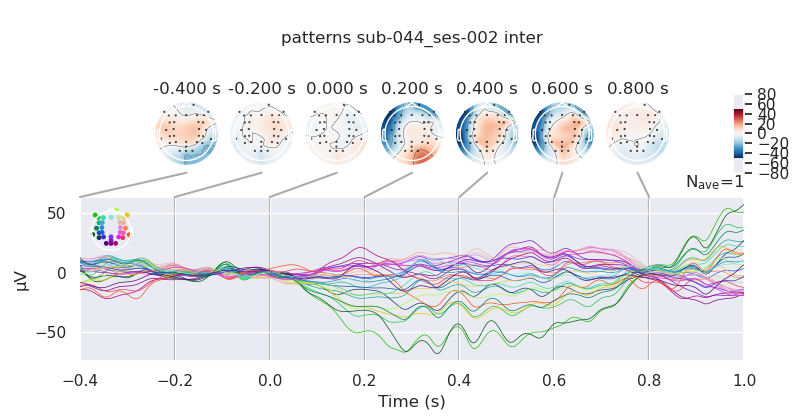 patterns sub-044_ses-002 inter
-0.400 s -0.200 s 0.000 s 0.200 s 0.400 s 0.600 s 0.800 s
80
60
40
20
0
−20
−40
−60
−80
Nave=1
50
0
−50
µV
−0.4 −0.2 0.0 0.2 0.4 0.6 0.8 1.0
Time (s)